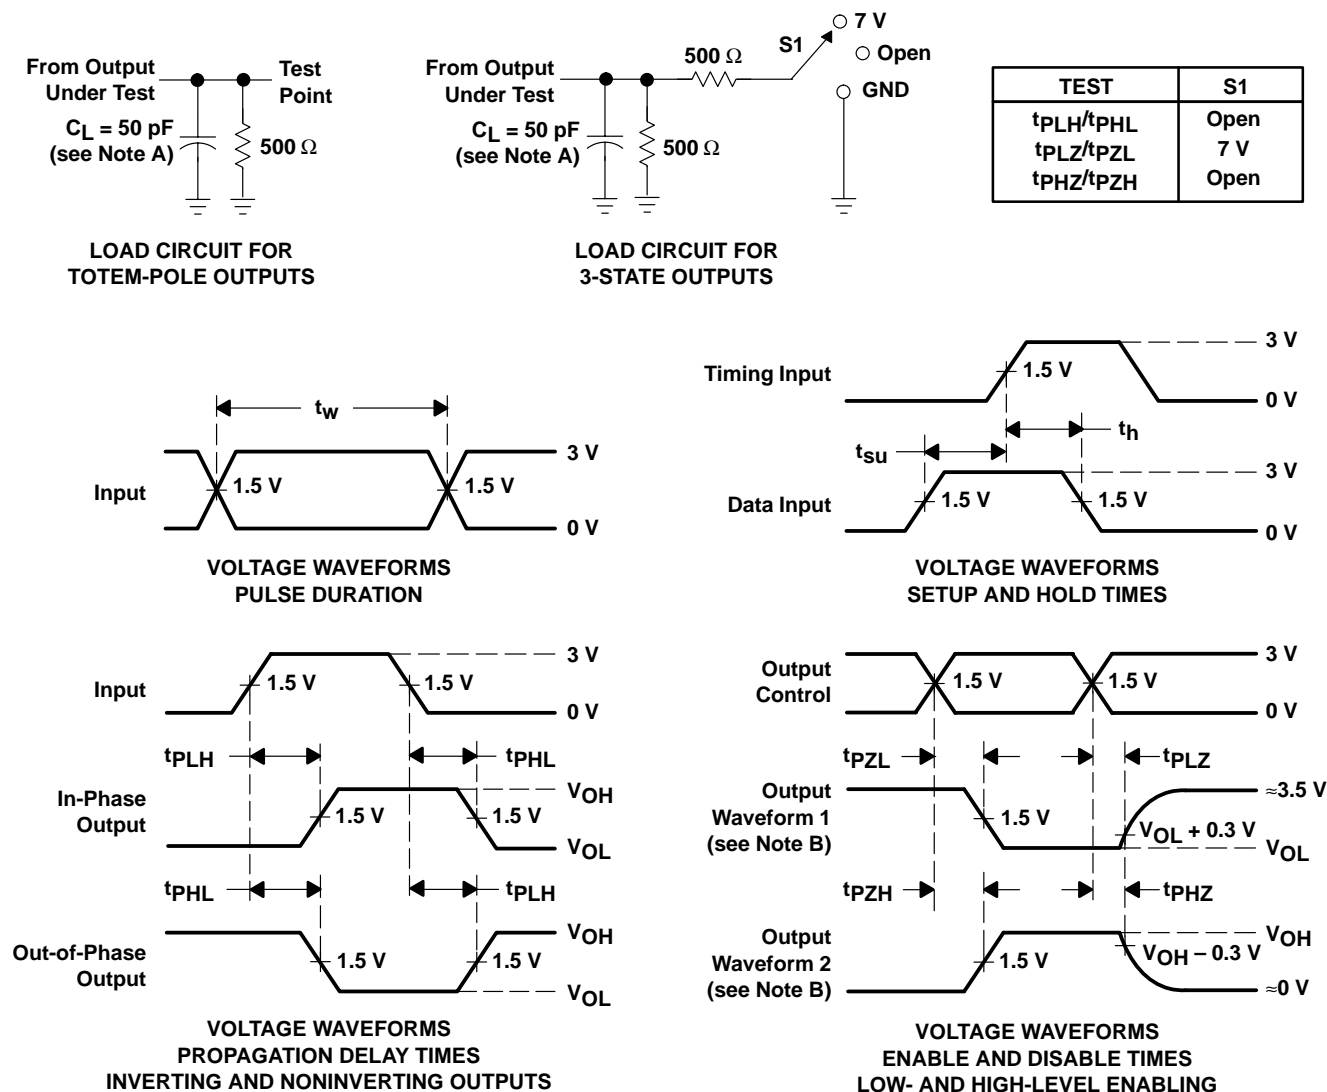 From Output
Under Test
Test
Point
CL = 50 pF
(see Note A)
500 Ω
LOAD CIRCUIT FOR
TOTEM-POLE OUTPUTS
From Output
Under Test
CL = 50 pF
(see Note A)
500 Ω
500 Ω
S1
7 V
Open
GND
LOAD CIRCUIT FOR
3-STATE OUTPUTS
TEST S1
tPLH/tPHL Open
tPLZ/tPZL 7 V
tPHZ/tPZH Open
tw
Input
1.5 V
1.5 V
3 V
0 V
VOLTAGE WAVEFORMS
PULSE DURATION
Timing Input
1.5 V
3 V
0 V
tsu
th
Data Input
1.5 V
1.5 V
3 V
0 V
VOLTAGE WAVEFORMS
SETUP AND HOLD TIMES
Input
1.5 V
1.5 V
3 V
0 V
tPLH
tPHL
In-Phase
Output
1.5 V
1.5 V
VOH
VOL
tPHL
tPLH
Out-of-Phase
Output
1.5 V
1.5 V
VOH
VOL
VOLTAGE WAVEFORMS
PROPAGATION DELAY TIMES
INVERTING AND NONINVERTING OUTPUTS
Output
Control
1.5 V
1.5 V
3 V
0 V
tPZL
tPLZ
Output
Waveform 1
(see Note B)
1.5 V
≈3.5 V
VOL + 0.3 V
VOL
tPZH
tPHZ
Output
Waveform 2
(see Note B)
1.5 V
VOH
VOH – 0.3 V
≈0 V
VOLTAGE WAVEFORMS
ENABLE AND DISABLE TIMES
LOW- AND HIGH-LEVEL ENABLING